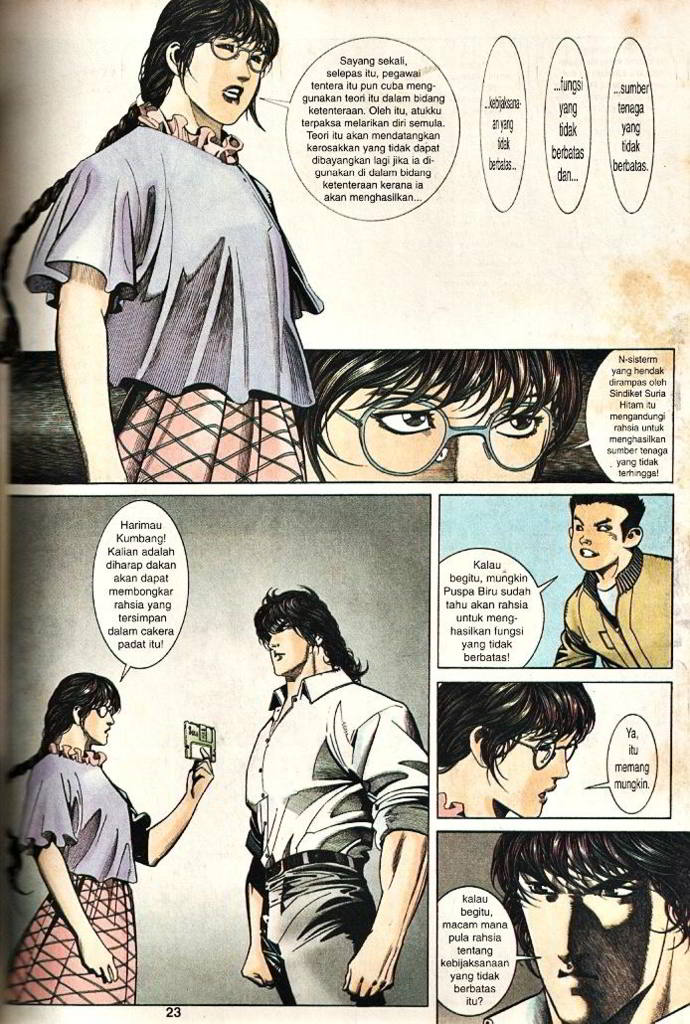 Sayang sekali,
selepas itu, pegawai
tentera itu pun cuba meng-
gunakan teori itu dalam bidang
ketenteraan. Oleh itu, atukku
terpaksa melarikan diri semula.
Teori itu akan mendatangkan
kerosakkan yang tidak dapat
dibayangkan lagi jika ia di-
gunakan di dalam bidang
ketenteraan kerana ia
akan menghasilkan...
...kebijaksana-
an yang
tidak
berbatas...
...fungsi
yang
tidak
berbatas
dan...
...sumber
tenaga
yang
tidak
berbatas.
N-sisterm
yang hendak
dirampas oleh
Sindiket Suria
Hitam itu
mengandungi
rahsia untuk
menghasilkan
sumber tenaga
yang tidak
terhingga!
Harimau
Kumbang!
Kalian adalah
diharap dakan
akan dapat
membongkar
rahsia yang
tersimpan
dalam cakera
padat itu!
Kalau
begitu, mungkin
Puspa Biru sudah
tahu akan rahsia
untuk meng-
hasilkan fungsi
yang tidak
berbatas!
Ya,
itu
memang
mungkin.
kalau
begitu,
macam mana
pula rahsia
tentang
kebijaksanaan
yang tidak
berbatas
itu?
23